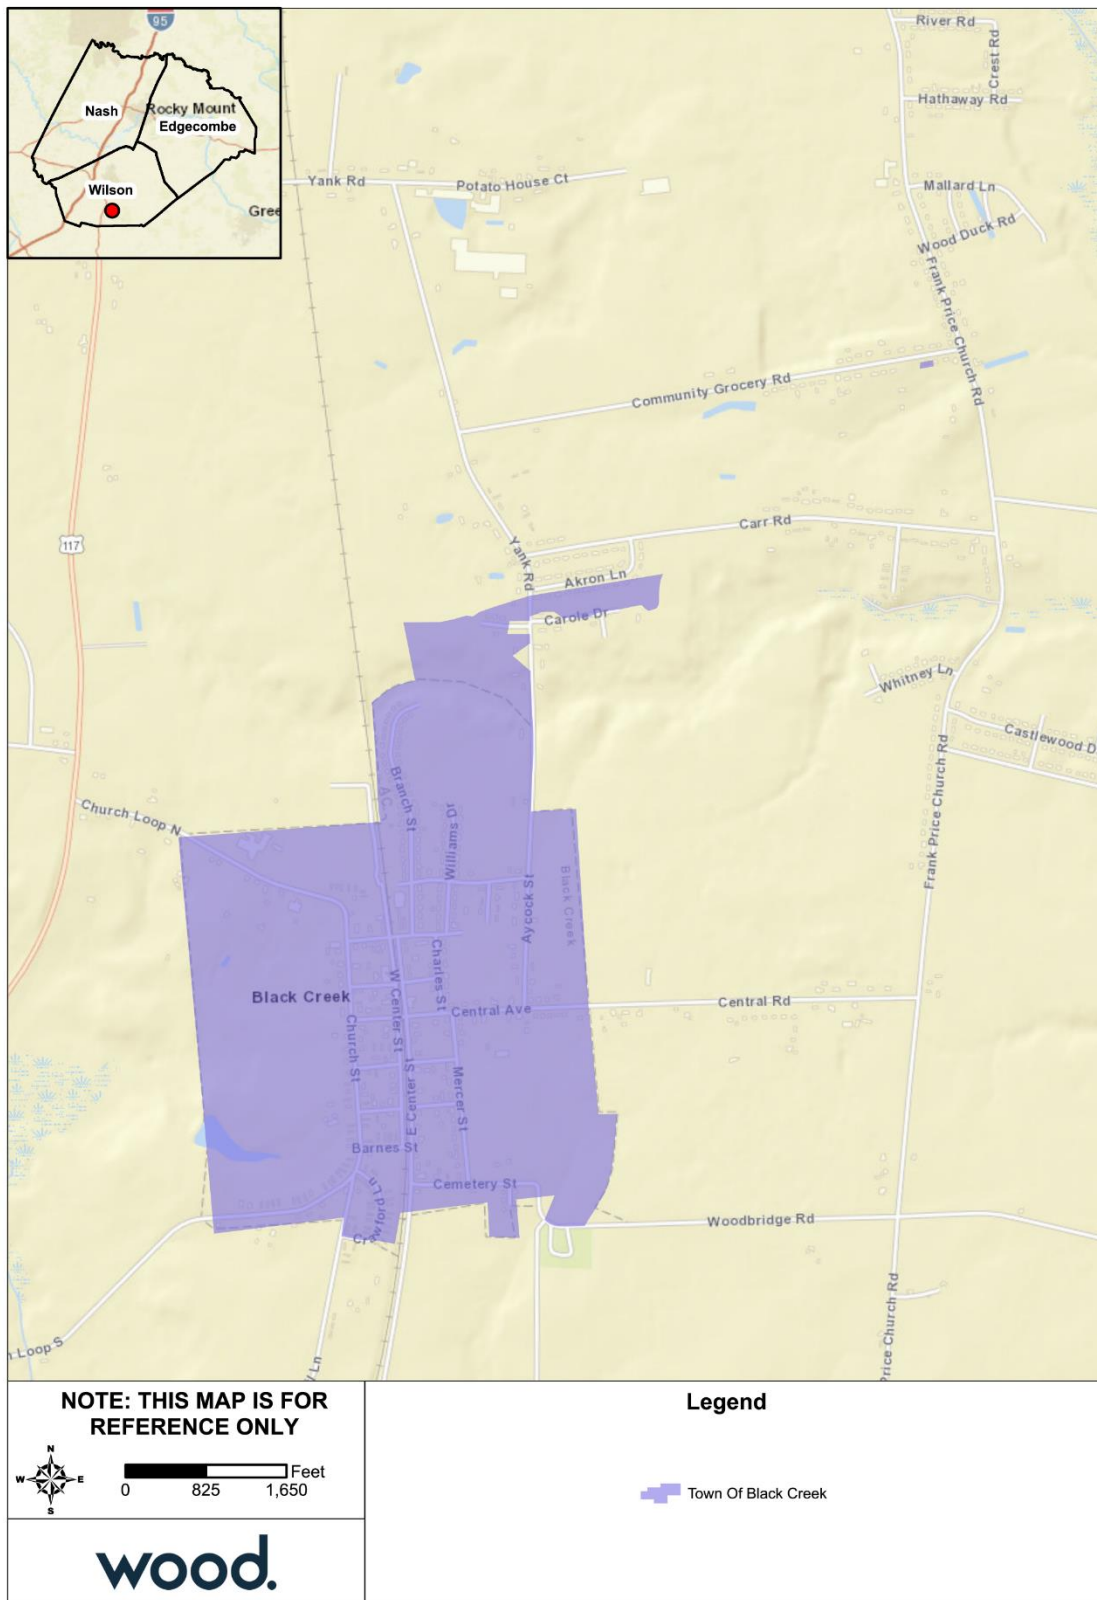 95
Nash
Rocky Mount
Edgecombe
Wilson
Gree
River Rd
Crest Rd
Hathaway Rd
Yank Rd
Potato House Ct
Mallard Ln
Wood Duck Rd
Frank Price Church Rd
Community Grocery Rd
117
Carr Rd
Yank Rd
Akron Ln
Carole Dr
Whitney Ln
Castlewood D
Church Loop N
Branch St
Williams Dr
Frank Price Church Rd
Aycock St
Black Creek
Charles St
Black Creek
W Center St
Central Ave
Central Rd
Church St
E Center St
Mercer St
Barnes St
Cemetery St
Crawford Ln
Woodbridge Rd
Price Church Rd
Loop S
Ln
NOTE: THIS MAP IS FOR
REFERENCE ONLY
N
W E
S
Feet
0 825 1,650
wood.
Legend
Town Of Black Creek